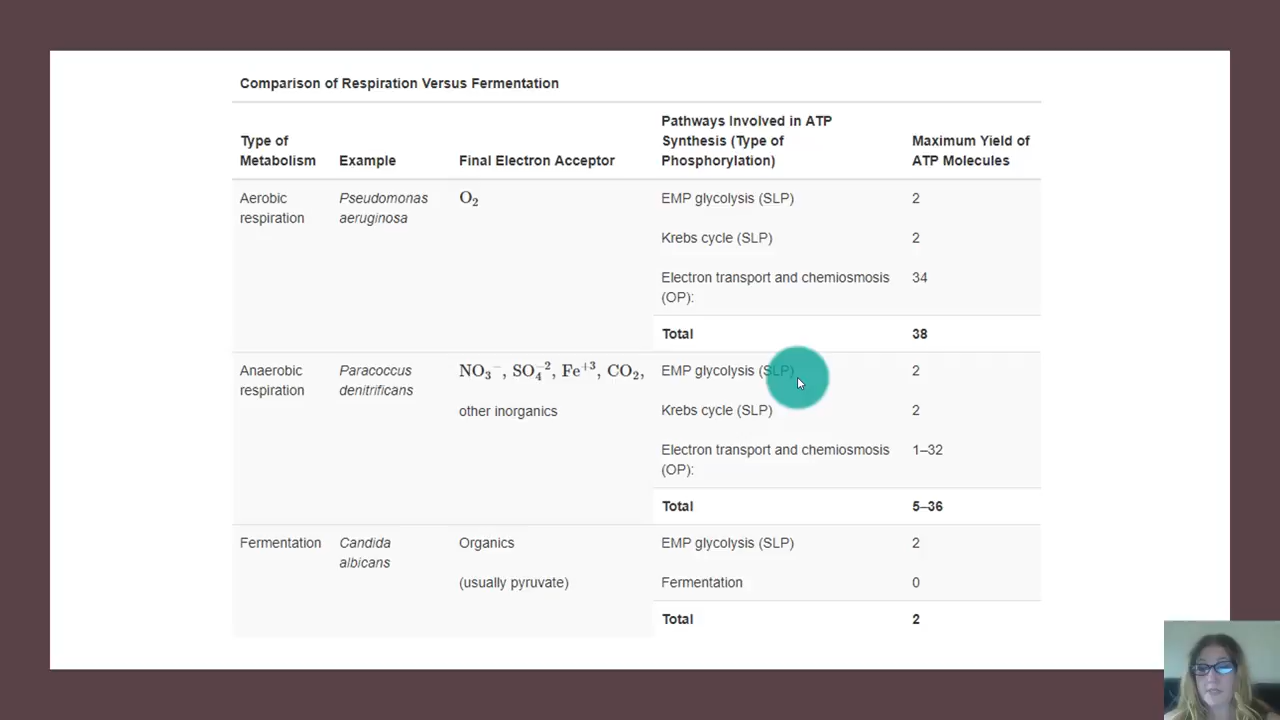 Comparison of Respiration Versus Fermentation
Type of Metabolism Example Final Electron Acceptor Pathways Involved in ATP Synthesis (Type of Phosphorylation) Maximum Yield of ATP Molecules
Aerobic respiration Pseudomonas aeruginosa O₂ EMP glycolysis (SLP) 2
Krebs cycle (SLP) 2
Electron transport and chemiosmosis (OP): 34
Total 38
Anaerobic respiration Paracoccus denitrificans NO₃⁻, SO₄⁻², Fe⁺³, CO₂, other inorganics EMP glycolysis (SLP) 2
Krebs cycle (SLP) 2
Electron transport and chemiosmosis (OP): 1–32
Total 5–36
Fermentation Candida albicans Organics (usually pyruvate) EMP glycolysis (SLP) 2
Fermentation 0
Total 2